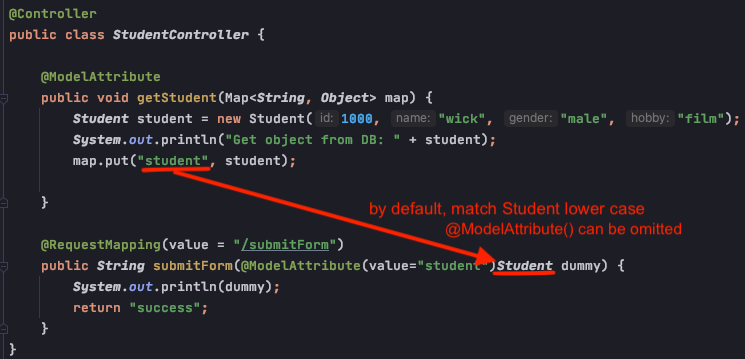 @Controller
public class StudentController {
@ModelAttribute
public void getStudent(Map<String, Object> map) {
Student student = new Student( id: 1000, name: "wick", gender: "male", hobby: "film");
System.out.println("Get object from DB: " + student);
map.put("student", student);
}
by default, match Student lower case
@ModelAttribute() can be omitted
@RequestMapping(value = "/submitForm")
public String submitForm(@ModelAttribute(value="student")Student dummy) {
System.out.println(dummy);
return "success";
}
}